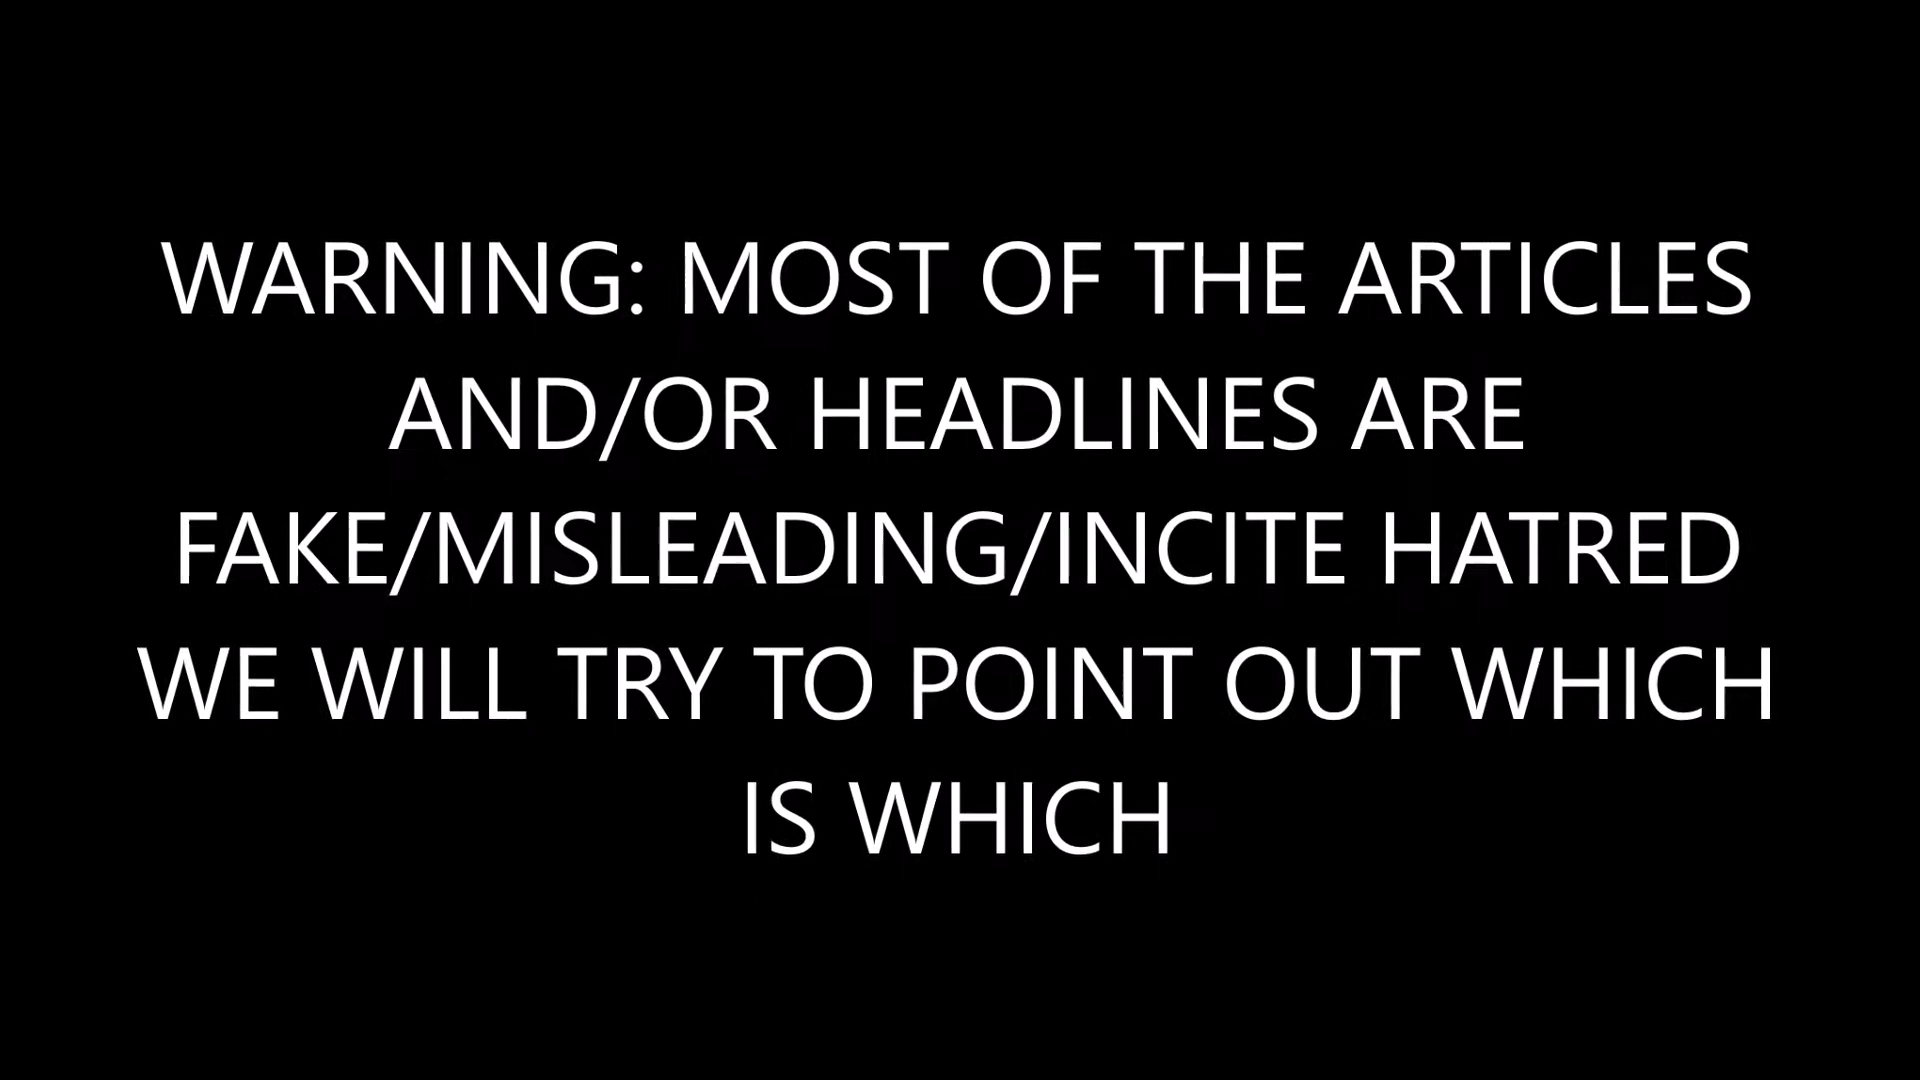 WARNING: MOST OF THE ARTICLES
AND/OR HEADLINES ARE
FAKE/MISLEADING/INCITE HATRED
WE WILL TRY TO POINT OUT WHICH
IS WHICH